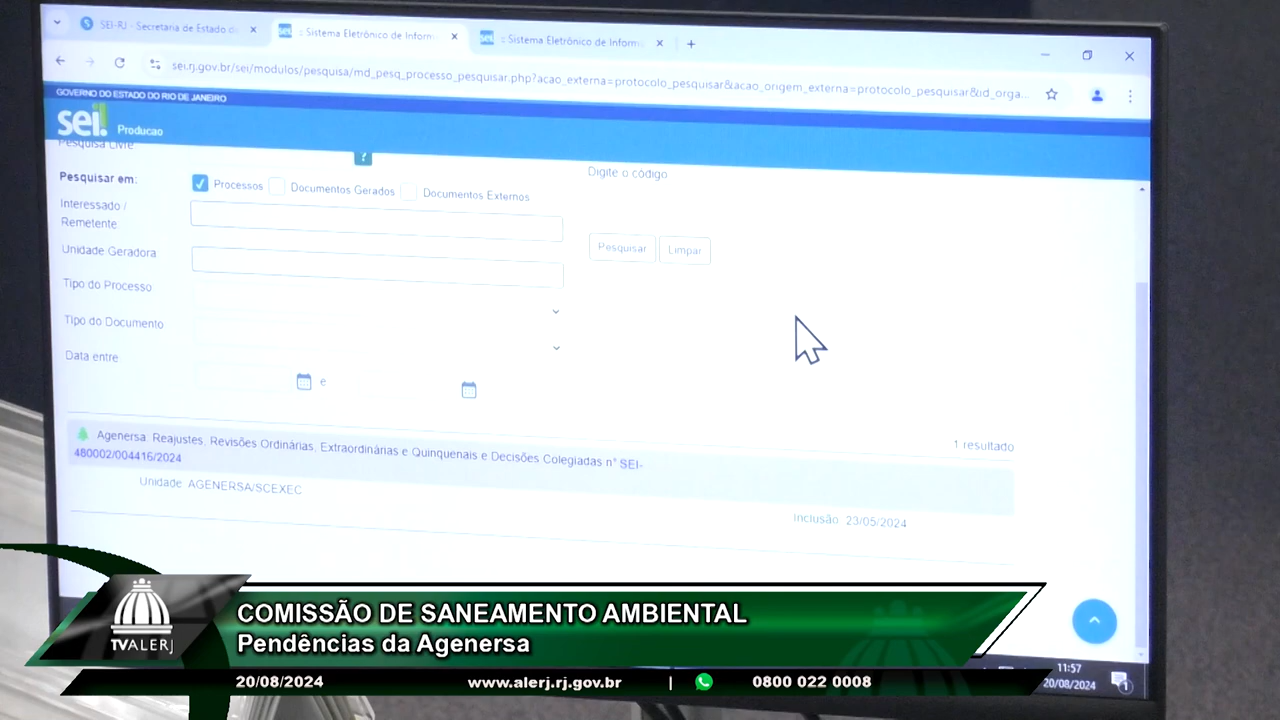 SEI-RJ - Secretaria de Estado d
:: Sistema Eletrônico de Inform
:: Sistema Eletrônico de Inform
sei.rj.gov.br/sei/modulos/pesquisa/md_pesq_processo_pesquisar.php?acao_externa=protocolo_pesquisar&acao_origem_externa=protocolo_pesquisar&id_orga...
GOVERNO DO ESTADO DO RIO DE JANEIRO
sei! Producao
Pesquisa Livre
?
Digite o código
Pesquisar em:
Processos
Documentos Gerados
Documentos Externos
Interessado /
Remetente
Pesquisar
Limpar
Unidade Geradora
Tipo do Processo
Tipo do Documento
Data entre
e
1 resultado
Agenersa: Reajustes, Revisões Ordinárias, Extraordinárias e Quinquenais e Decisões Colegiadas n° SEI-
480002/004416/2024
Unidade AGENERSA/SCEXEC
Inclusão 23/05/2024
COMISSÃO DE SANEAMENTO AMBIENTAL
Pendências da Agenersa
TVALERJ
20/08/2024 www.alerj.rj.gov.br | 0800 022 0008
11:57
20/08/2024
1